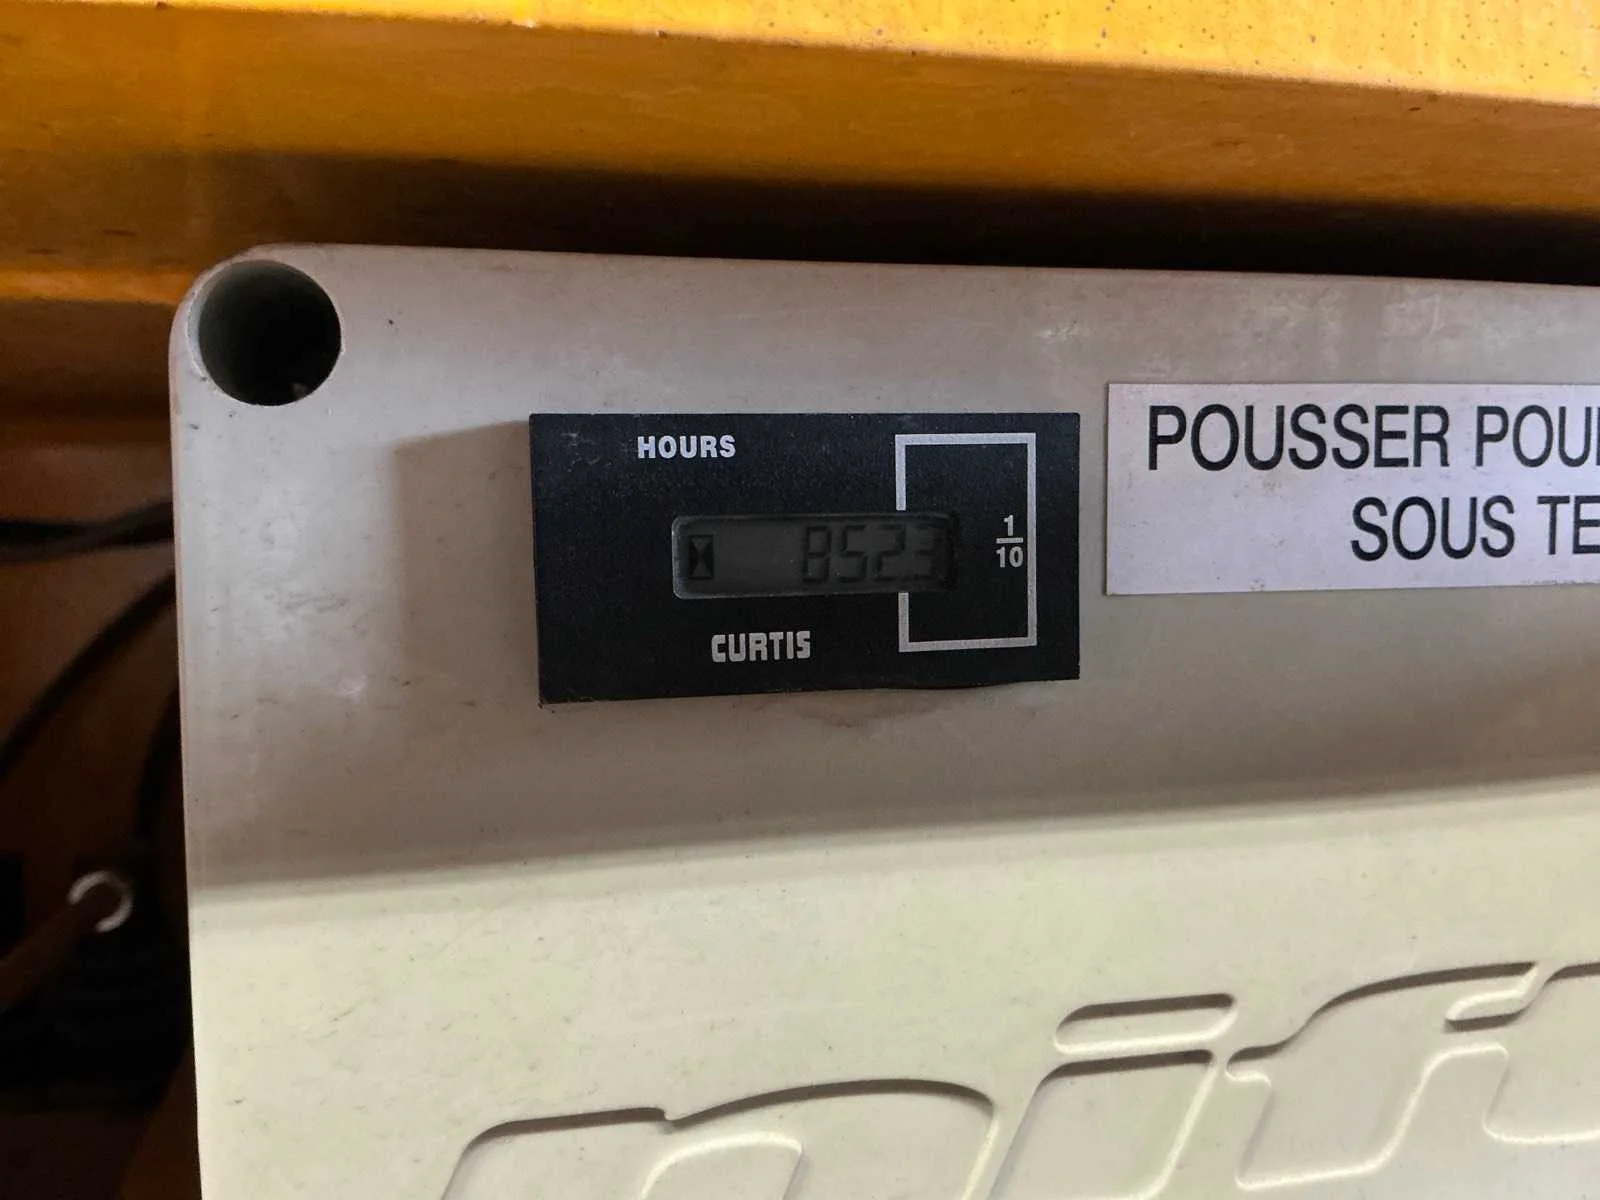 HOURS
8523
1
10
CURTIS
POUSSER POU
SOUS TE